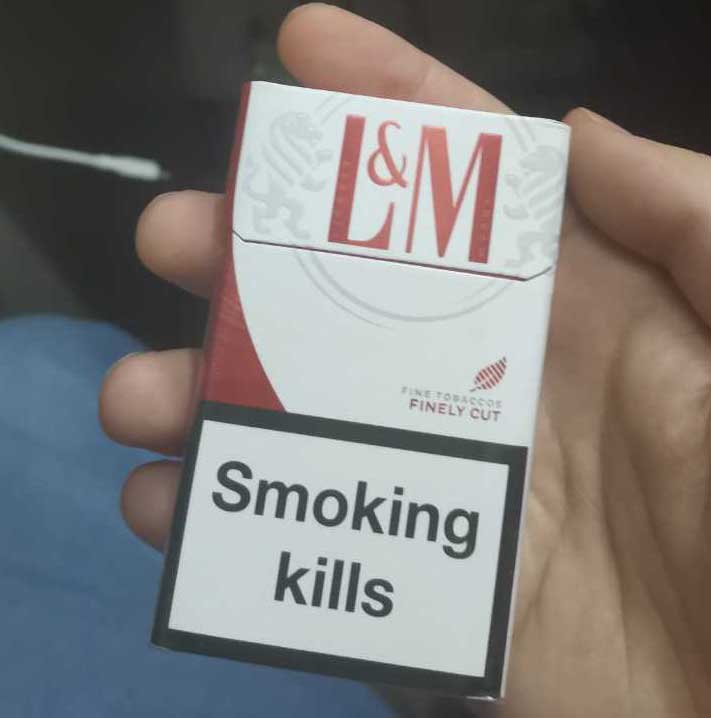 L&M
FINE TOBACCOS
FINELY CUT
Smoking
kills